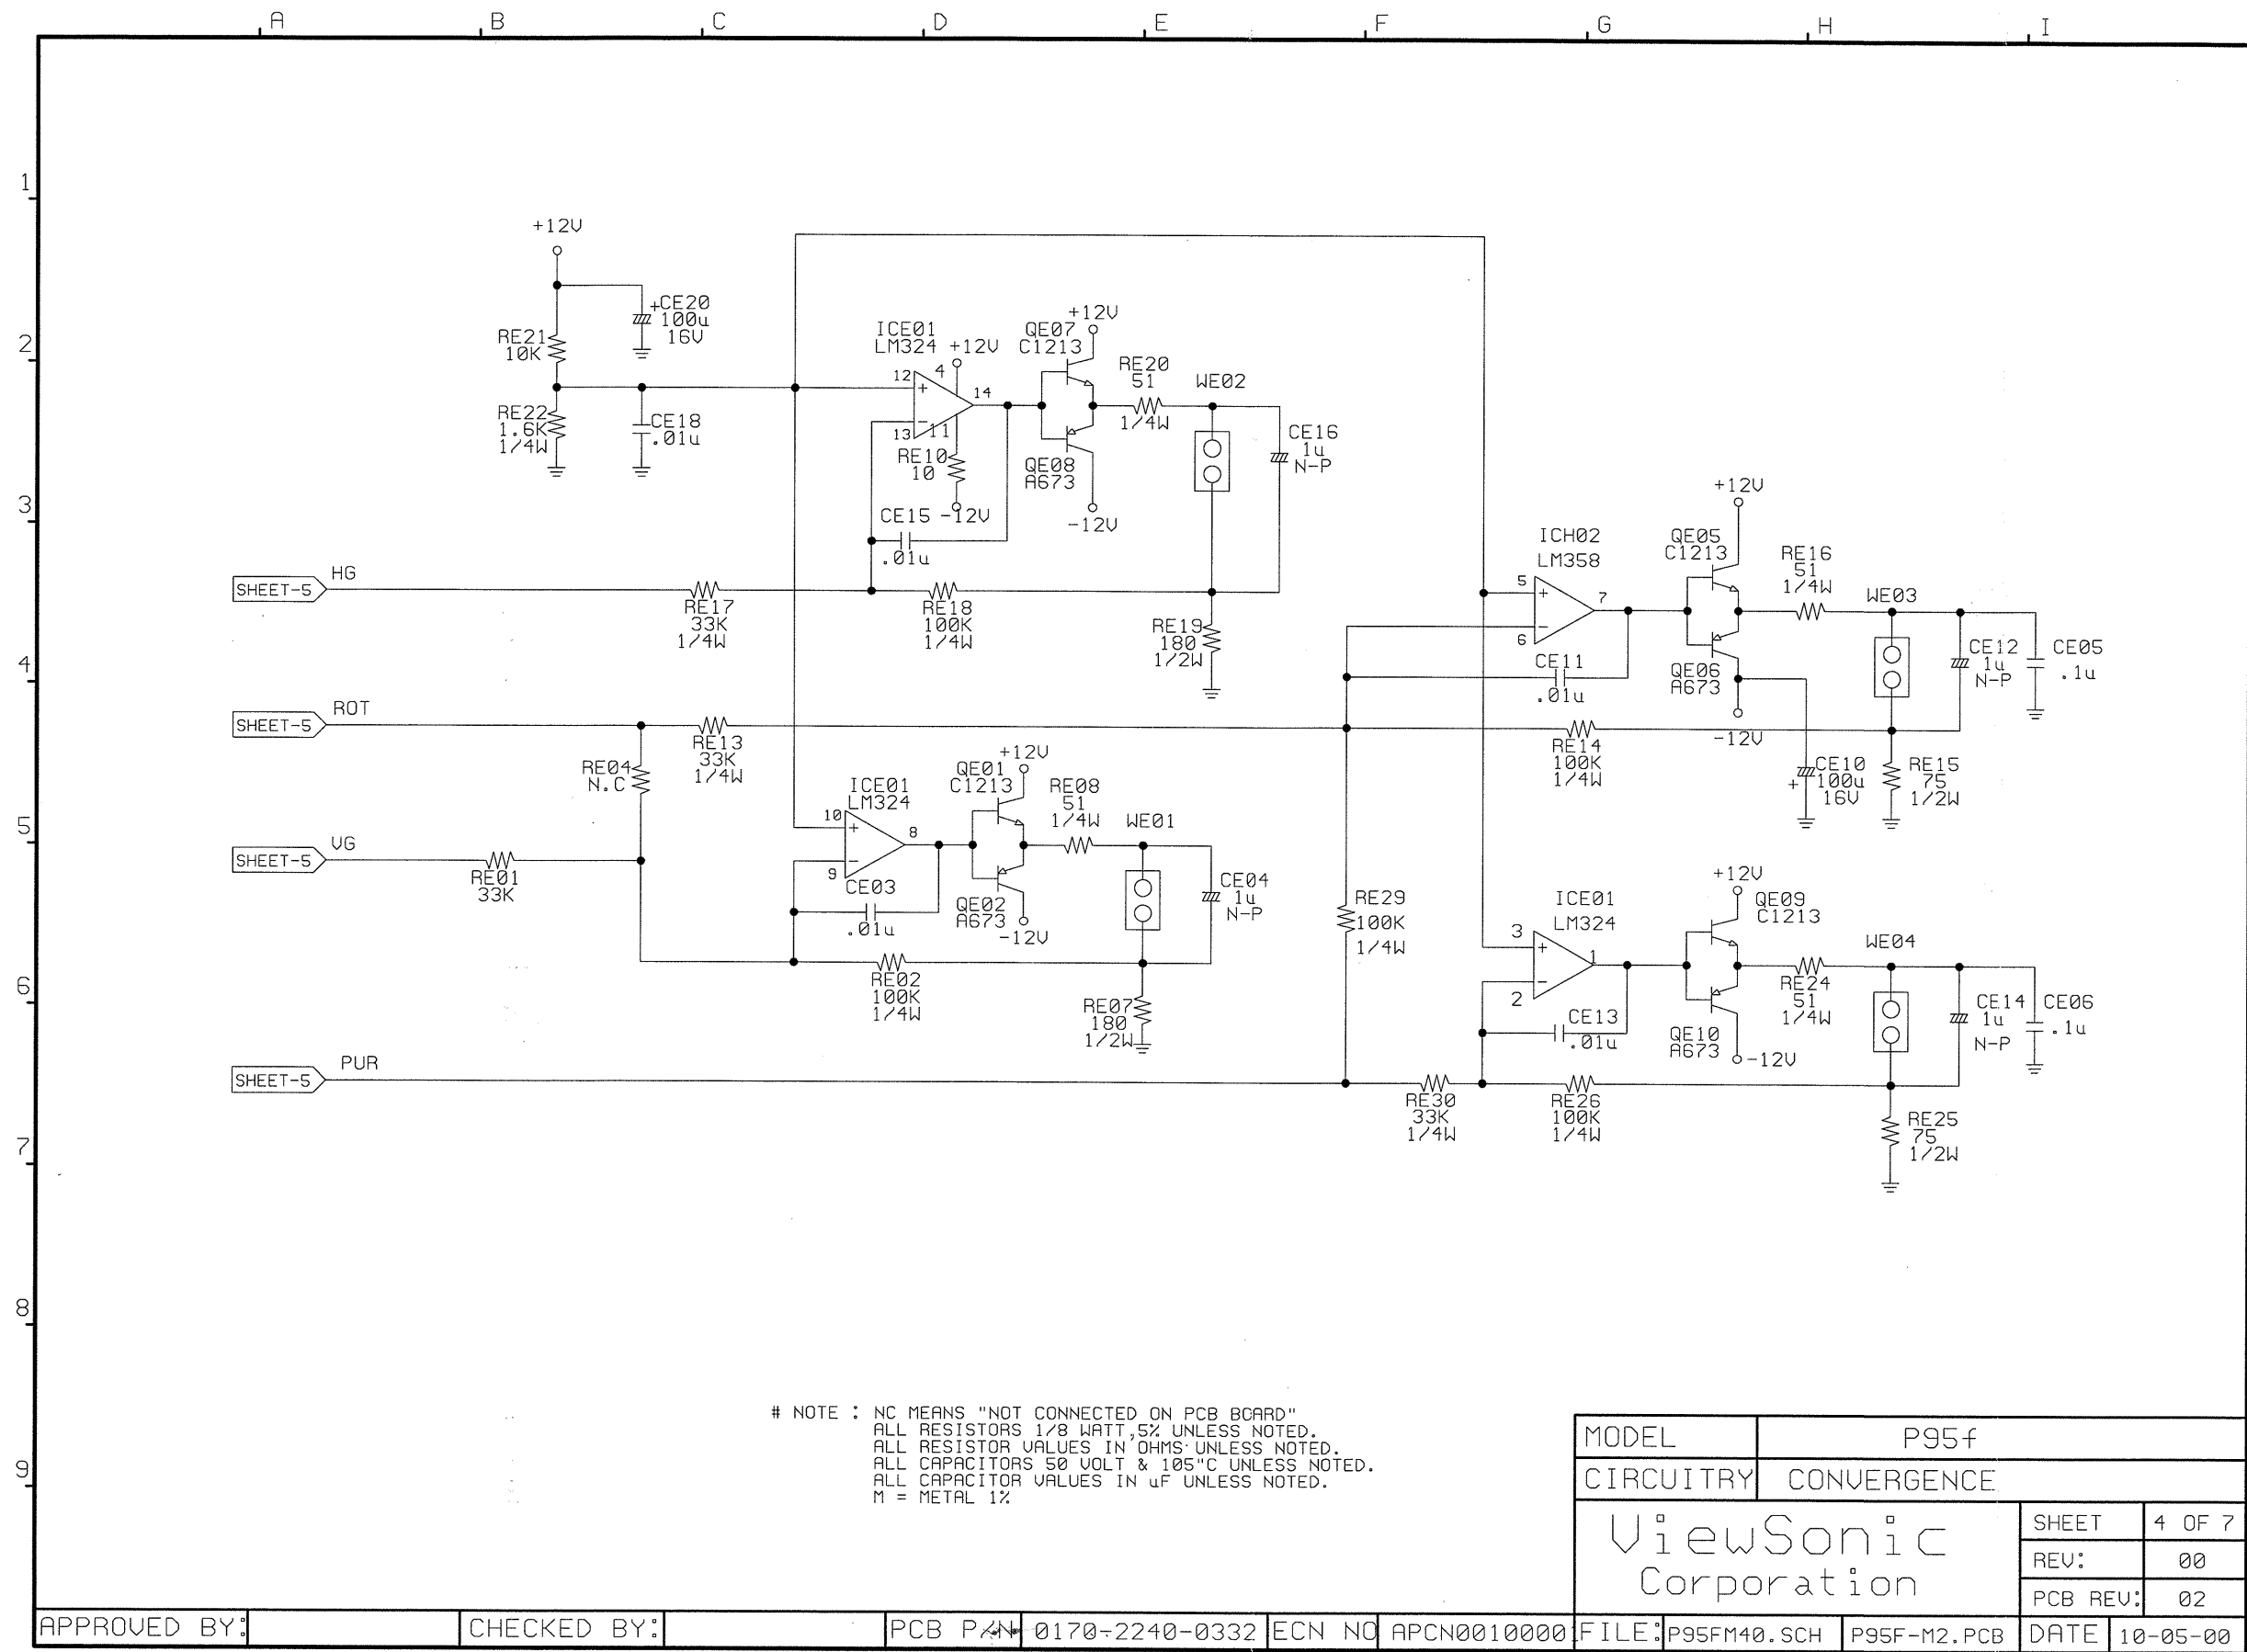 A B C D E F G H I
1
2
3
4
5
6
7
8
9
+12V
RE21
10K
+CE20
100u
16V
RE22
1.6K
1/4W
CE18
.01u
ICE01
LM324
+12V
12
+
4
14
-
13
11
RE10
10
-12V
CE15
.01u
QE07
C1213
+12V
QE08
A673
-12V
RE20
51
1/4W
WE02
CE16
1u
N-P
SHEET-5
HG
RE17
33K
1/4W
RE18
100K
1/4W
RE19
180
1/2W
ICH02
LM358
5
+
7
-
6
CE11
.01u
QE05
C1213
+12V
QE06
A673
-12V
RE16
51
1/4W
WE03
CE12
1u
N-P
CE05
.1u
SHEET-5
ROT
RE13
33K
1/4W
RE14
100K
1/4W
CE10
+
100u
16V
RE15
75
1/2W
RE04
N.C
SHEET-5
VG
RE01
33K
ICE01
LM324
10
+
8
-
9
CE03
.01u
QE01
C1213
+12V
QE02
A673
-12V
RE08
51
1/4W
WE01
CE04
1u
N-P
RE02
100K
1/4W
RE07
180
1/2W
RE29
100K
1/4W
ICE01
LM324
3
+
1
-
2
CE13
.01u
+12V
QE09
C1213
QE10
A673
-12V
RE24
51
1/4W
WE04
CE14
1u
N-P
CE06
.1u
SHEET-5
PUR
RE30
33K
1/4W
RE26
100K
1/4W
RE25
75
1/2W
# NOTE : NC MEANS "NOT CONNECTED ON PCB BOARD"
ALL RESISTORS 1/8 WATT,5% UNLESS NOTED.
ALL RESISTOR VALUES IN OHMS UNLESS NOTED.
ALL CAPACITORS 50 VOLT & 105"C UNLESS NOTED.
ALL CAPACITOR VALUES IN uF UNLESS NOTED.
M = METAL 1%
MODEL P95f
CIRCUITRY CONVERGENCE
ViewSonic
Corporation
SHEET 4 OF 7
REV: 00
PCB REV: 02
APPROVED BY: CHECKED BY: PCB P/N 0170-2240-0332 ECN NO APCN00100001 FILE: P95FM40.SCH P95F-M2.PCB DATE 10-05-00